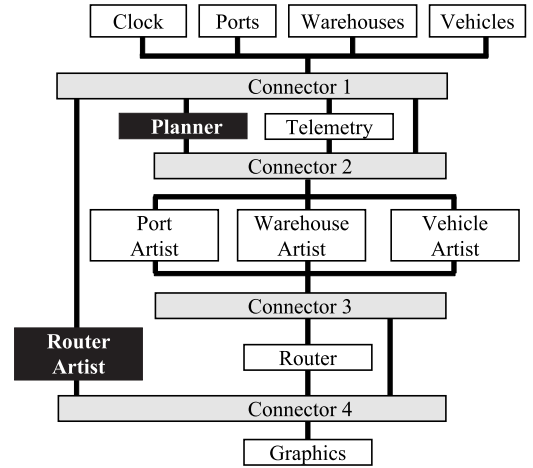 Clock
Ports
Warehouses
Vehicles
Connector 1
Planner
Telemetry
Connector 2
Port
Artist
Warehouse
Artist
Vehicle
Artist
Connector 3
Router
Artist
Router
Connector 4
Graphics